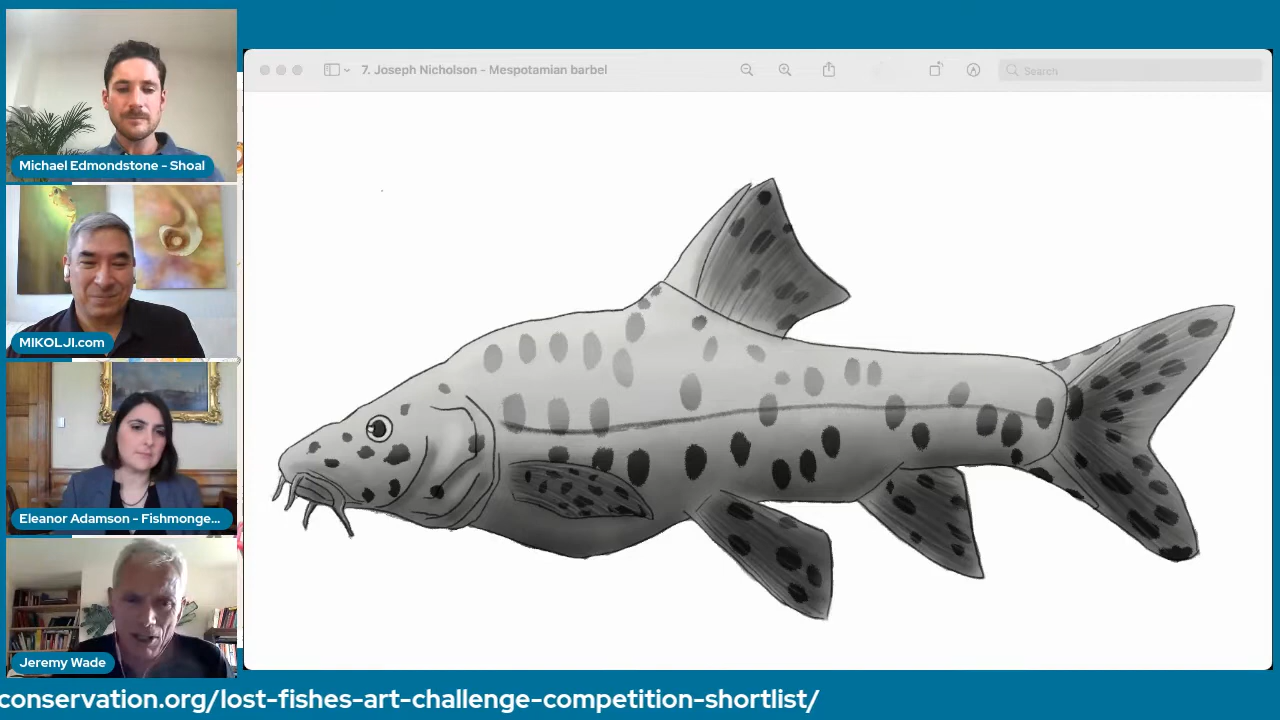 7. Joseph Nicholson - Mespotamian barbel
Search
Michael Edmondstone - Shoal
MIKOLJI.com
Eleanor Adamson - Fishmonge...
Jeremy Wade
conservation.org/lost-fishes-art-challenge-competition-shortlist/